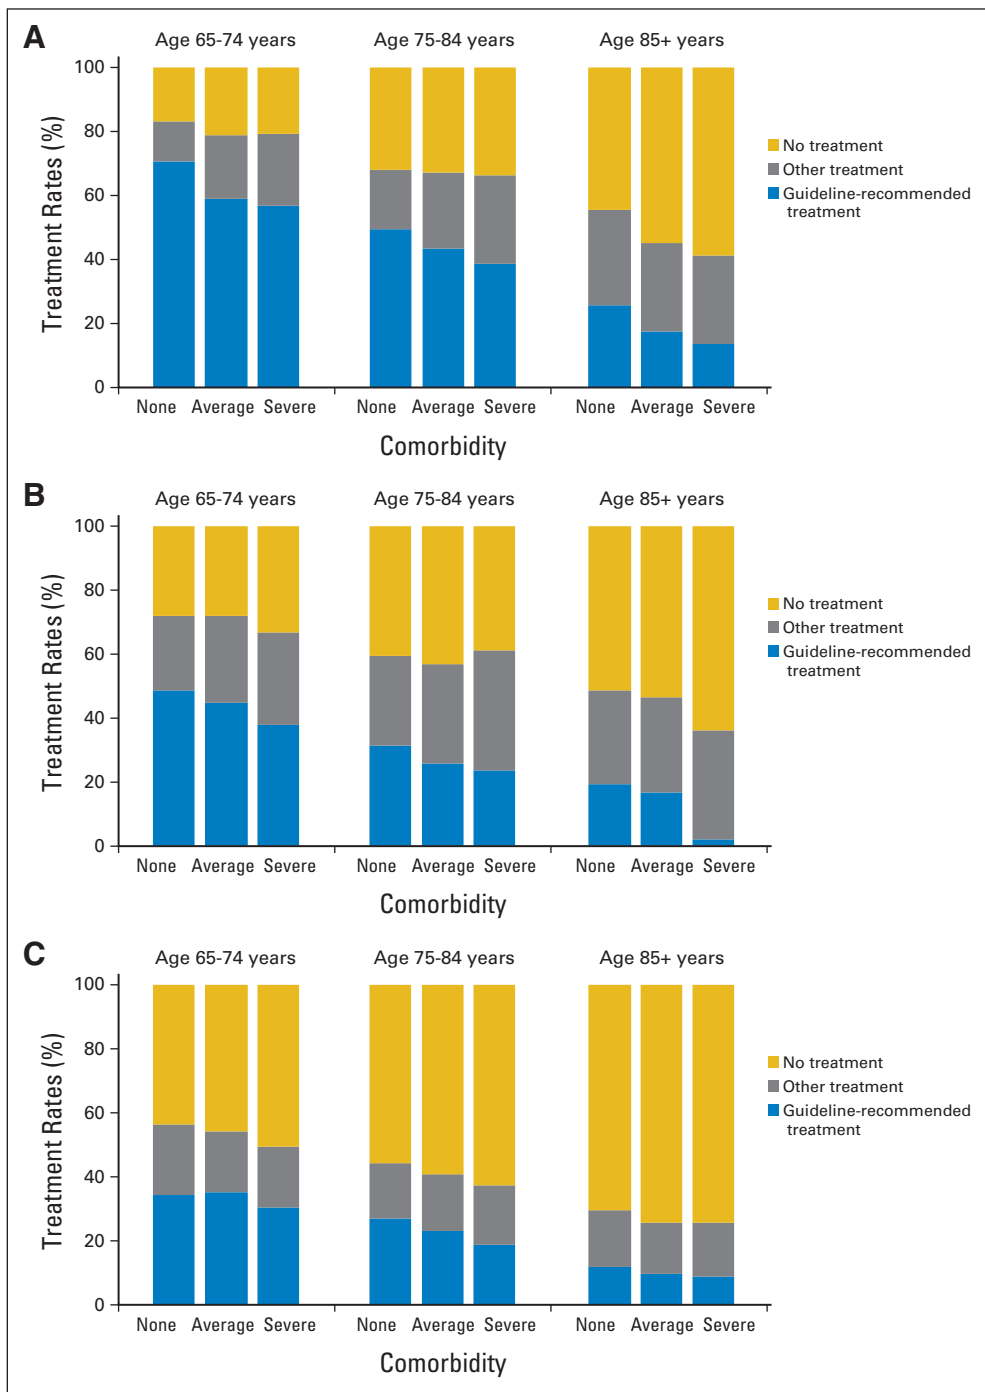 A
Age 65-74 years Age 75-84 years Age 85+ years
Treatment Rates (%)
100
80
60
40
20
0
No treatment
Other treatment
Guideline-recommended
treatment
None Average Severe None Average Severe None Average Severe
Comorbidity
B
Age 65-74 years Age 75-84 years Age 85+ years
Treatment Rates (%)
100
80
60
40
20
0
No treatment
Other treatment
Guideline-recommended
treatment
None Average Severe None Average Severe None Average Severe
Comorbidity
C
Age 65-74 years Age 75-84 years Age 85+ years
Treatment Rates (%)
100
80
60
40
20
0
No treatment
Other treatment
Guideline-recommended
treatment
None Average Severe None Average Severe None Average Severe
Comorbidity